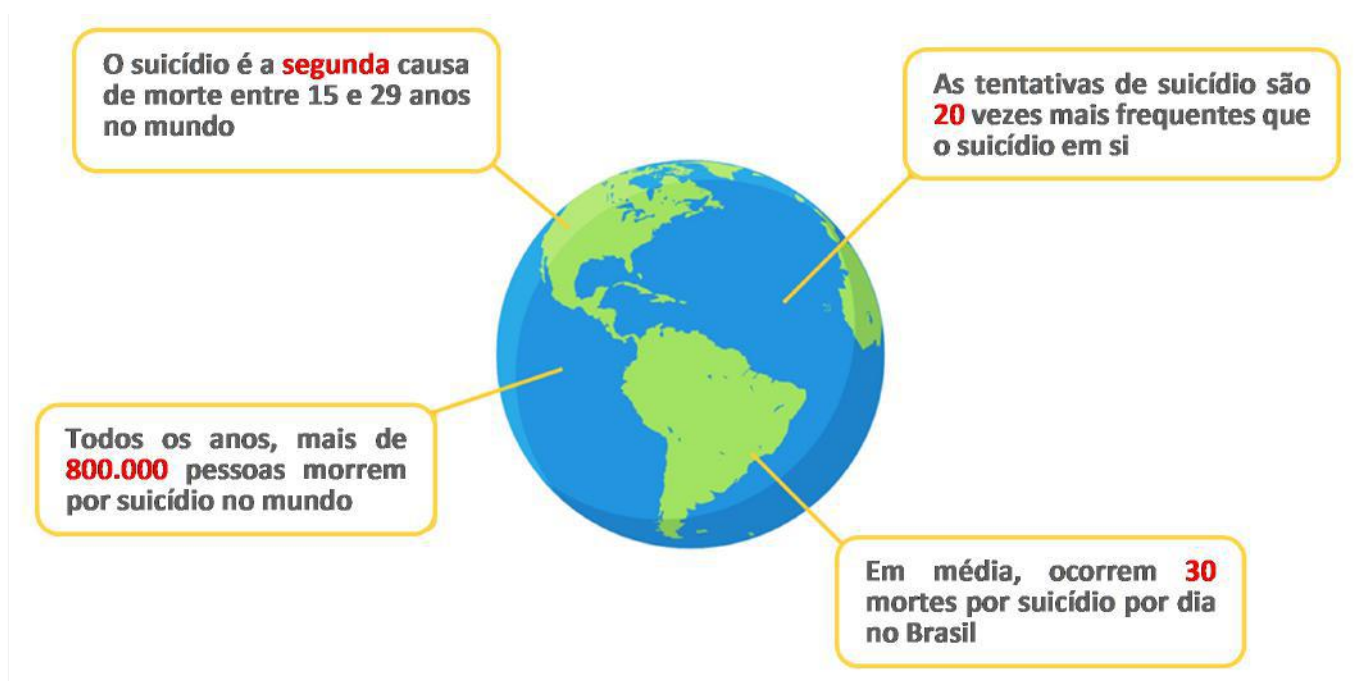 O suicídio é a segunda causa
de morte entre 15 e 29 anos
no mundo
As tentativas de suicídio são
20 vezes mais frequentes que
o suicídio em si
Todos os anos, mais de
800.000 pessoas morrem
por suicídio no mundo
Em média, ocorrem 30
mortes por suicídio por dia
no Brasil